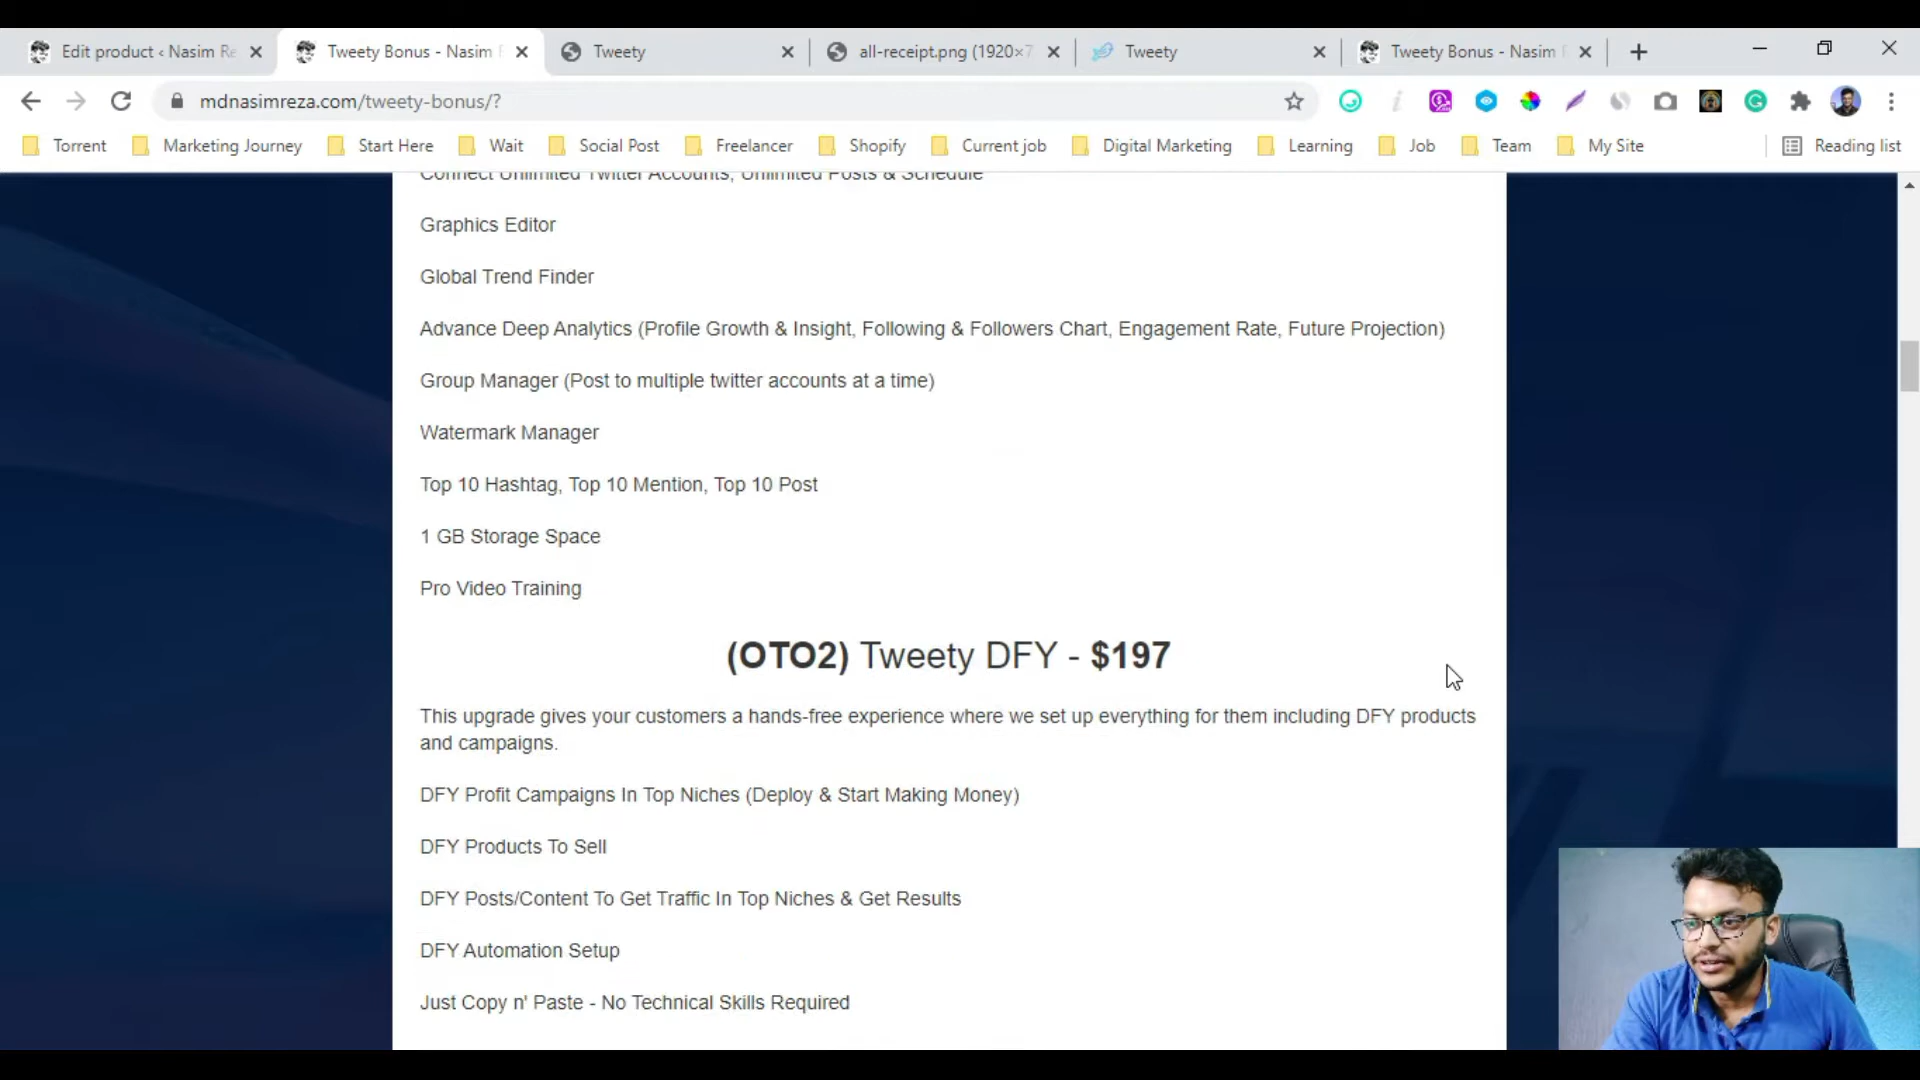 Edit product ‹ Nasim Re
Tweety Bonus - Nasim R
Tweety
all-receipt.png (1920×7
Tweety
Tweety Bonus - Nasim R
mdnasimreza.com/tweety-bonus/?
Torrent
Marketing Journey
Start Here
Wait
Social Post
Freelancer
Shopify
Current job
Digital Marketing
Learning
Job
Team
My Site
Reading list
Connect Unlimited Twitter Accounts, Unlimited Posts & Schedule
Graphics Editor
Global Trend Finder
Advance Deep Analytics (Profile Growth & Insight, Following & Followers Chart, Engagement Rate, Future Projection)
Group Manager (Post to multiple twitter accounts at a time)
Watermark Manager
Top 10 Hashtag, Top 10 Mention, Top 10 Post
1 GB Storage Space
Pro Video Training
(OTO2) Tweety DFY - $197
This upgrade gives your customers a hands-free experience where we set up everything for them including DFY products
and campaigns.
DFY Profit Campaigns In Top Niches (Deploy & Start Making Money)
DFY Products To Sell
DFY Posts/Content To Get Traffic In Top Niches & Get Results
DFY Automation Setup
Just Copy n' Paste - No Technical Skills Required